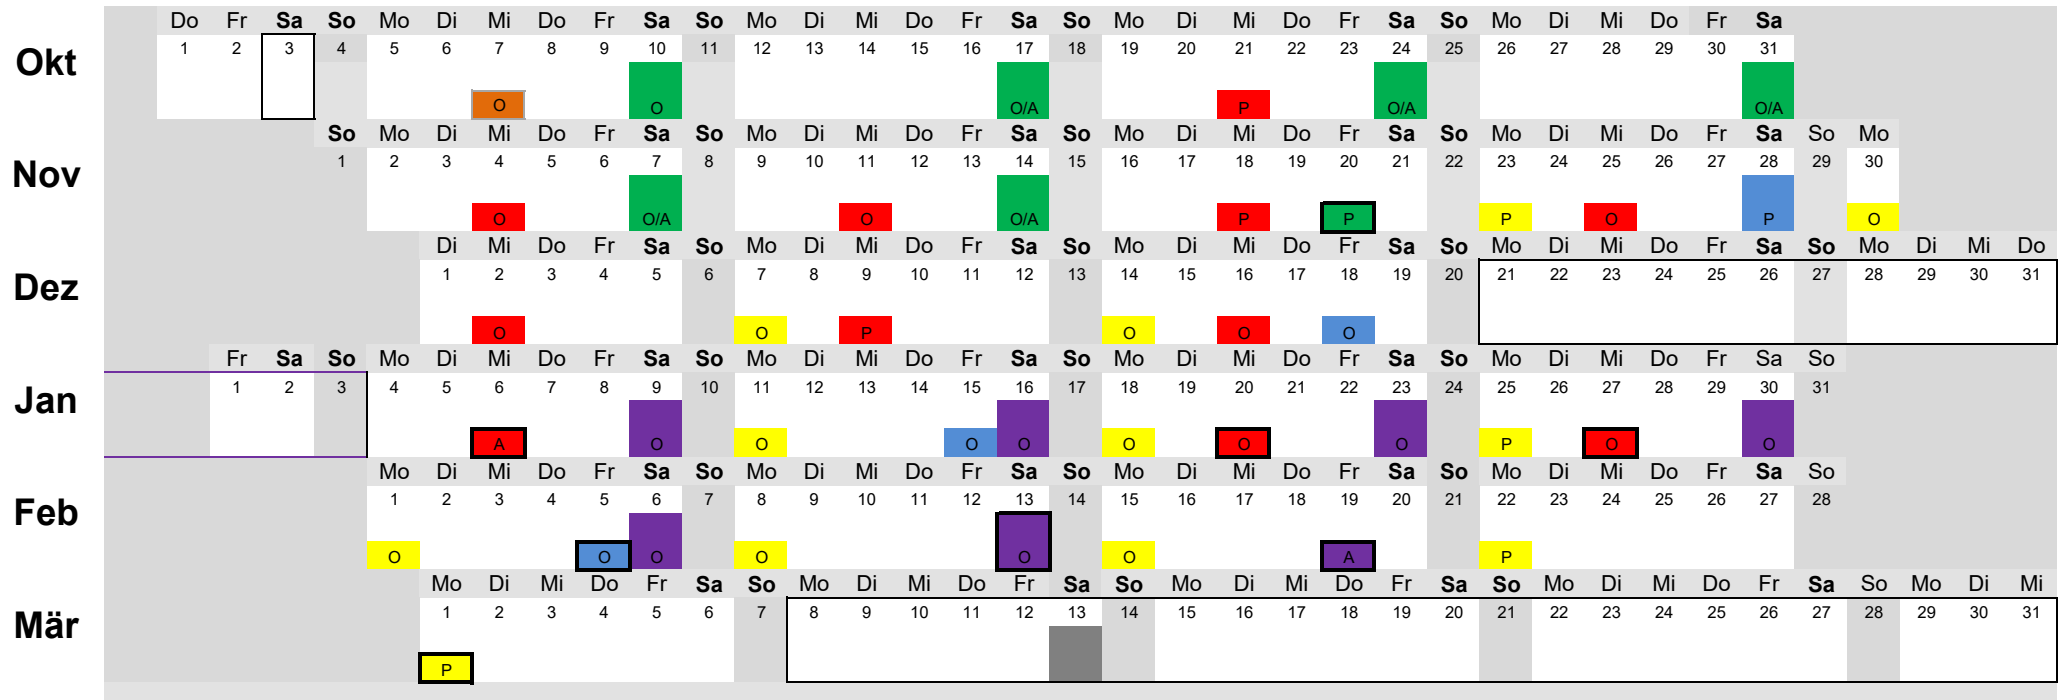 Do Fr Sa So Mo Di Mi Do Fr Sa So Mo Di Mi Do Fr Sa So Mo Di Mi Do Fr Sa So Mo Di Mi Do Fr Sa
Okt 1 2 3 4 5 6 7 8 9 10 11 12 13 14 15 16 17 18 19 20 21 22 23 24 25 26 27 28 29 30 31
O O O/A P O/A O/A
So Mo Di Mi Do Fr Sa So Mo Di Mi Do Fr Sa So Mo Di Mi Do Fr Sa So Mo Di Mi Do Fr Sa So Mo
Nov 1 2 3 4 5 6 7 8 9 10 11 12 13 14 15 16 17 18 19 20 21 22 23 24 25 26 27 28 29 30
O O/A O O/A P P P O P O
Di Mi Do Fr Sa So Mo Di Mi Do Fr Sa So Mo Di Mi Do Fr Sa So Mo Di Mi Do Fr Sa So Mo Di Mi Do
Dez 1 2 3 4 5 6 7 8 9 10 11 12 13 14 15 16 17 18 19 20 21 22 23 24 25 26 27 28 29 30 31
O O P O O O
Fr Sa So Mo Di Mi Do Fr Sa So Mo Di Mi Do Fr Sa So Mo Di Mi Do Fr Sa So Mo Di Mi Do Fr Sa So
Jan 1 2 3 4 5 6 7 8 9 10 11 12 13 14 15 16 17 18 19 20 21 22 23 24 25 26 27 28 29 30 31
A O O O O O O O P O O
Mo Di Mi Do Fr Sa So Mo Di Mi Do Fr Sa So Mo Di Mi Do Fr Sa So Mo Di Mi Do Fr Sa So
Feb 1 2 3 4 5 6 7 8 9 10 11 12 13 14 15 16 17 18 19 20 21 22 23 24 25 26 27 28
O O O O O O A P
Mo Di Mi Do Fr Sa So Mo Di Mi Do Fr Sa So Mo Di Mi Do Fr Sa So Mo Di Mi Do Fr Sa So Mo Di Mi
Mär 1 2 3 4 5 6 7 8 9 10 11 12 13 14 15 16 17 18 19 20 21 22 23 24 25 26 27 28 29 30 31
P